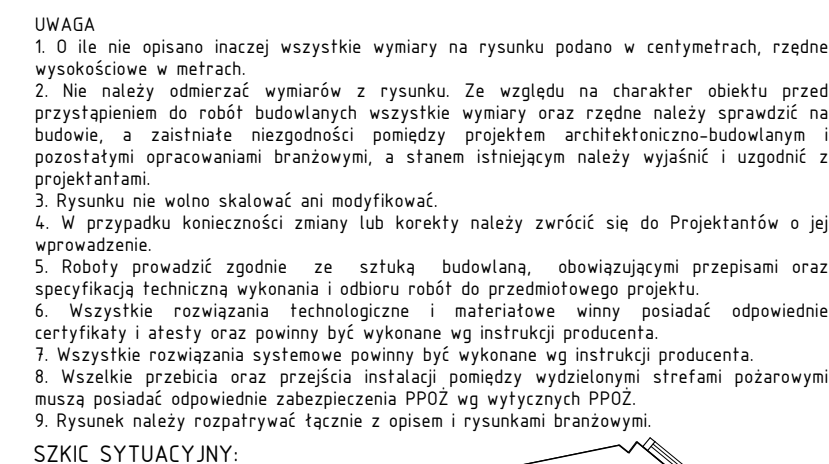 UWAGA
1. O ile nie opisano inaczej wszystkie wymiary na rysunku podano w centymetrach, rzędne
wysokościowe w metrach.
2. Nie należy odmierzać wymiarów z rysunku. Ze względu na charakter obiektu przed
przystąpieniem do robót budowlanych wszystkie wymiary oraz rzędne należy sprawdzić na
budowie, a zaistniałe niezgodności pomiędzy projektem architektoniczno-budowlanym i
pozostałymi opracowaniami branżowymi, a stanem istniejącym należy wyjaśnić i uzgodnić z
projektantami.
3. Rysunku nie wolno skalować ani modyfikować.
4. W przypadku konieczności zmiany lub korekty należy zwrócić się do Projektantów o jej
wprowadzenie.
5. Roboty prowadzić zgodnie ze sztuką budowlaną, obowiązującymi przepisami oraz
specyfikacją techniczną wykonania i odbioru robót do przedmiotowego projektu.
6. Wszystkie rozwiązania technologiczne i materiałowe winny posiadać odpowiednie
certyfikaty i atesty oraz powinny być wykonane wg instrukcji producenta.
7. Wszystkie rozwiązania systemowe powinny być wykonane wg instrukcji producenta.
8. Wszelkie przebicia oraz przejścia instalacji pomiędzy wydzielonymi strefami pożarowymi
muszą posiadać odpowiednie zabezpieczenia PPOŻ wg wytycznych PPOŻ.
9. Rysunek należy rozpatrywać łącznie z opisem i rysunkami branżowymi.
SZKIC SYTUACYJNY: